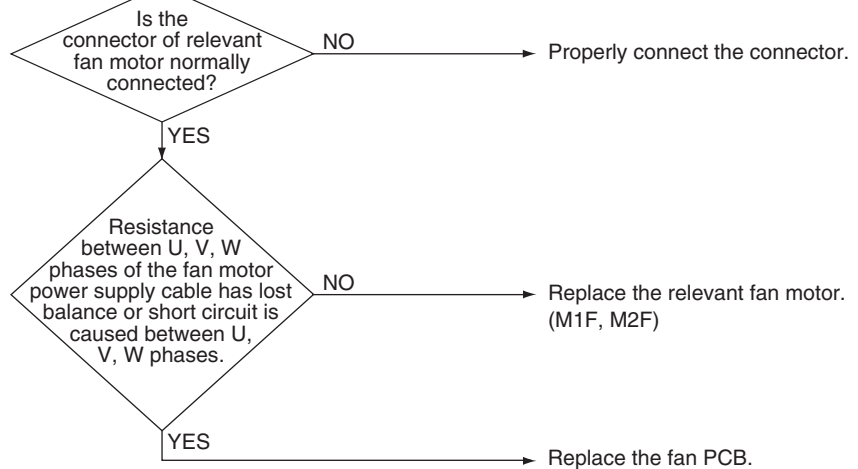 Is the
connector of relevant
fan motor normally
connected?
NO
Properly connect the connector.
YES
Resistance
between U, V, W
phases of the fan motor
power supply cable has lost
balance or short circuit is
caused between U,
V, W phases.
NO
Replace the relevant fan motor.
(M1F, M2F)
YES
Replace the fan PCB.